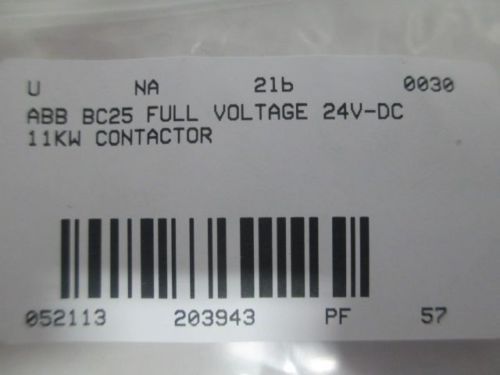 U NA 21b 0030
ABB BC25 FULL VOLTAGE 24V-DC
11KW CONTACTOR
052113 203943 PF 57